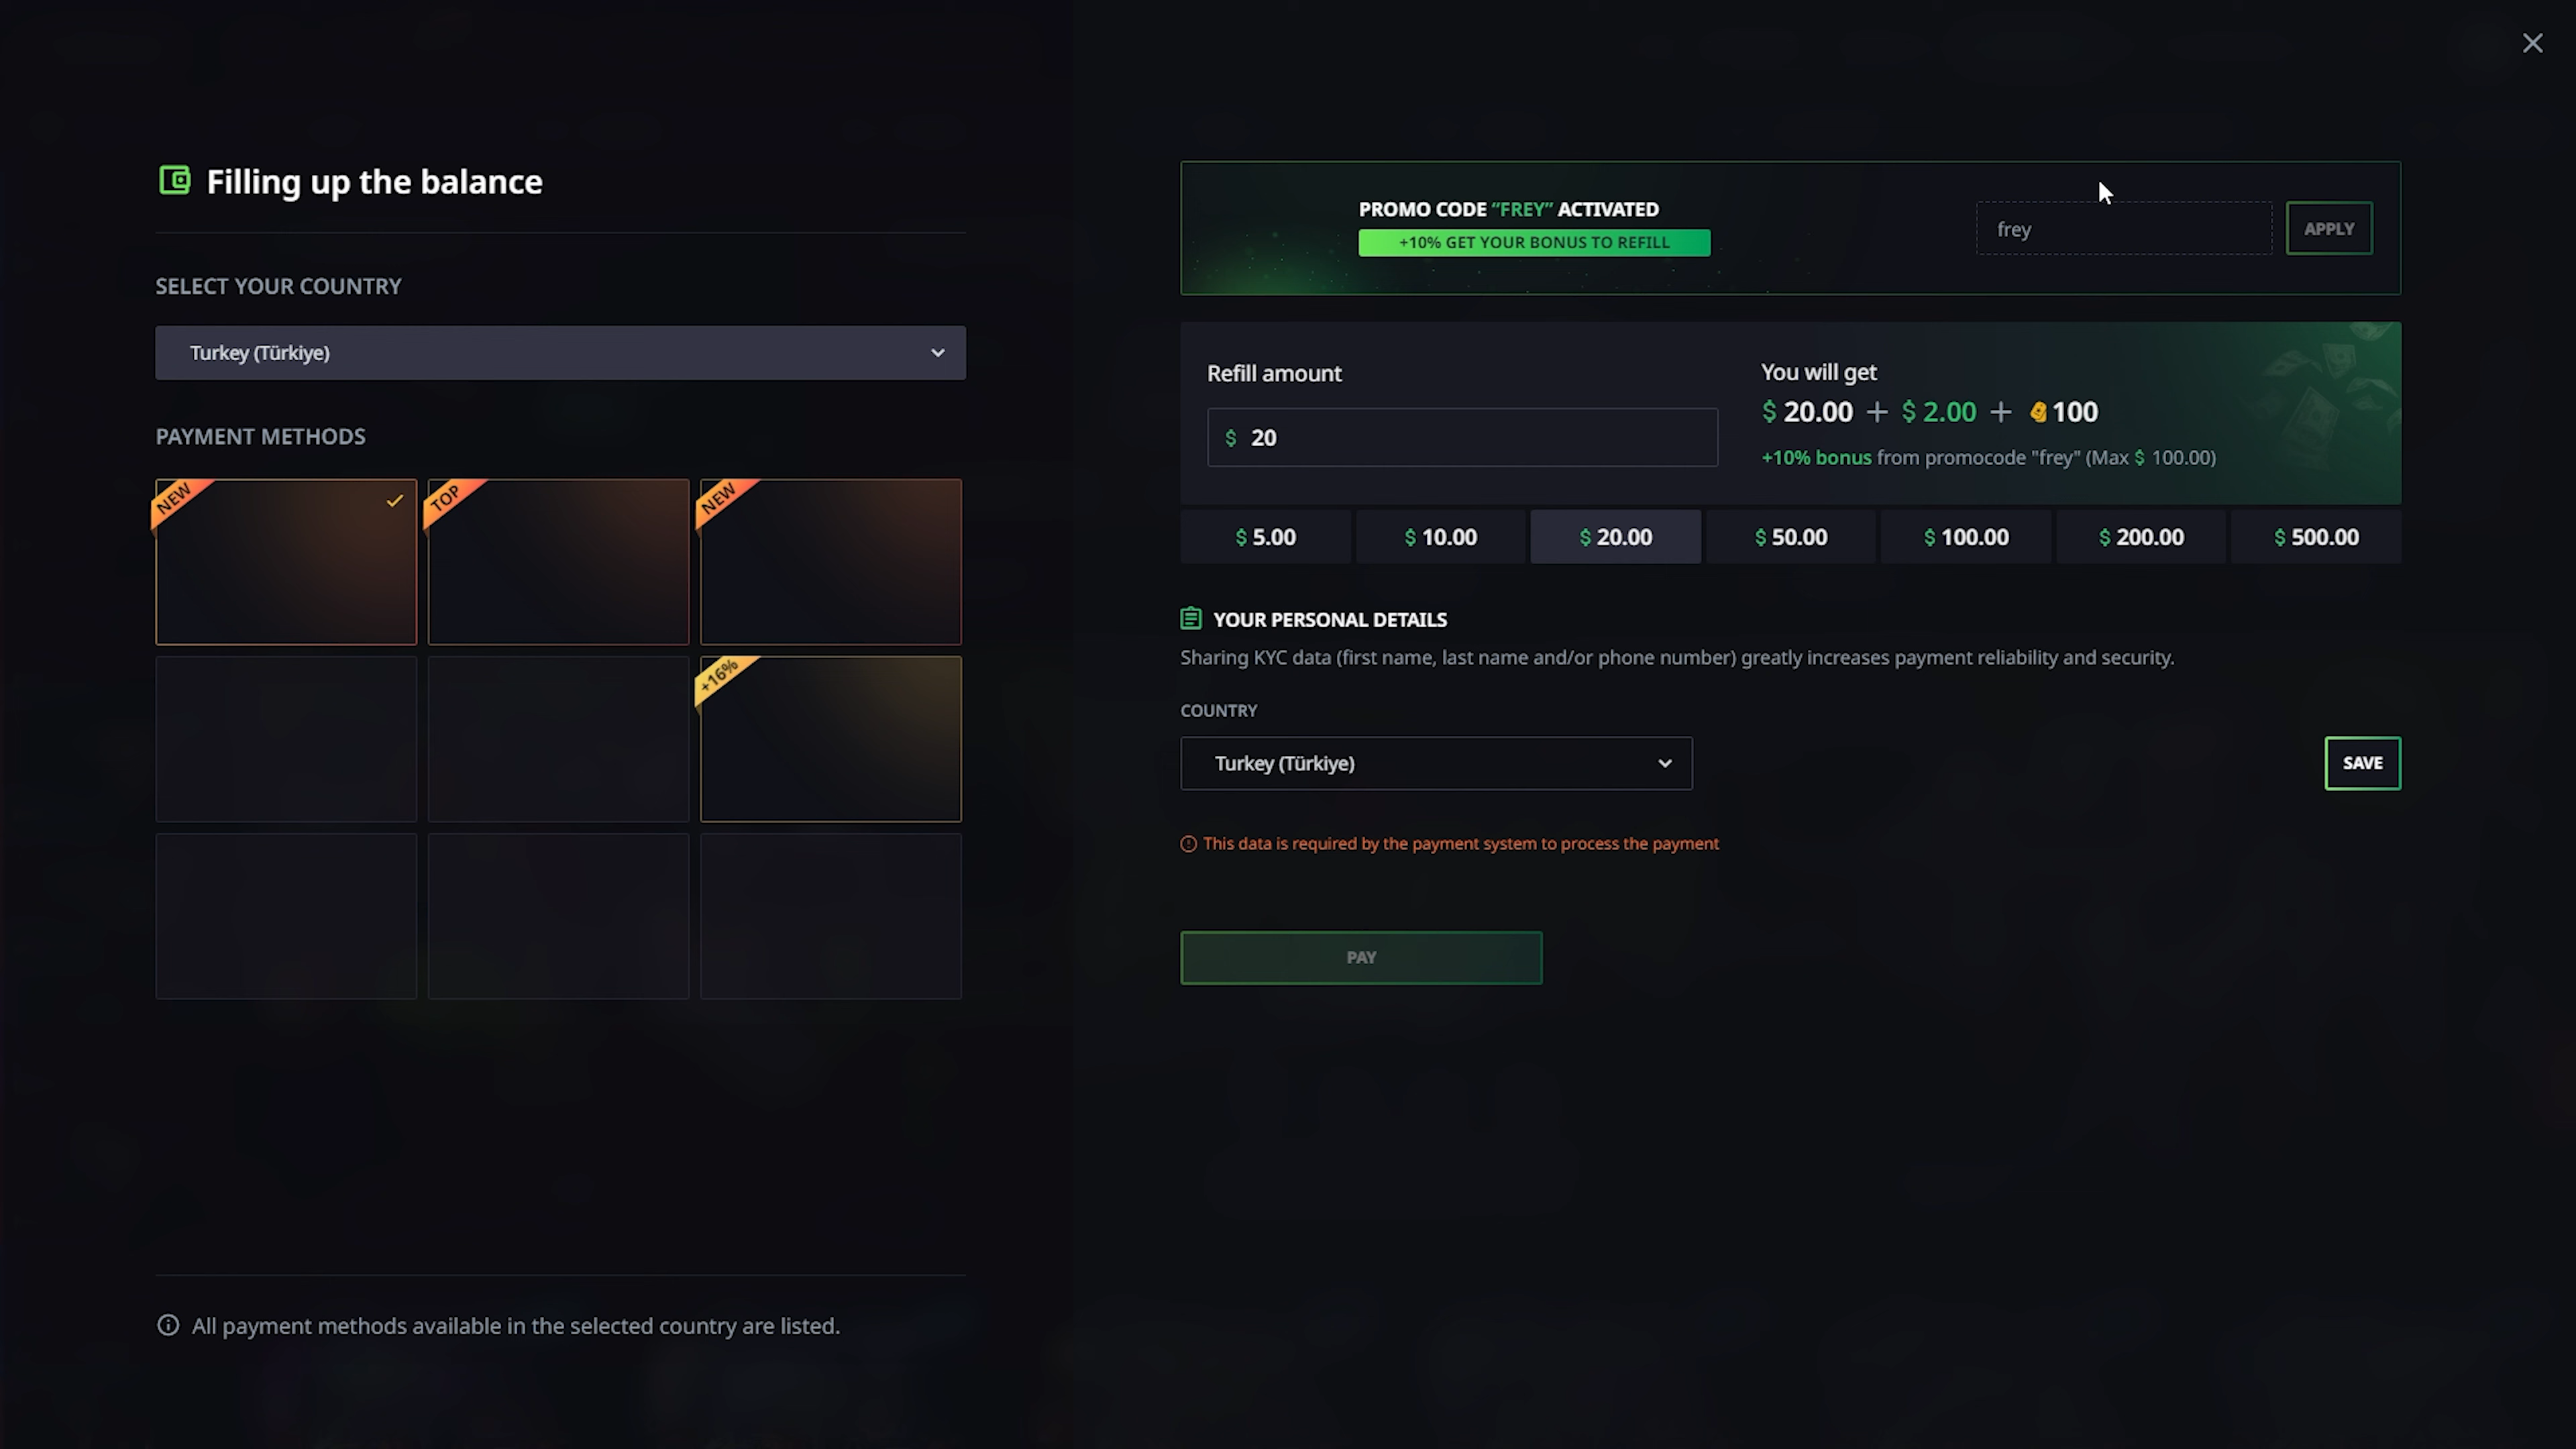 Filling up the balance
SELECT YOUR COUNTRY
Turkey (Türkiye)
PAYMENT METHODS
NEW
TOP
NEW
+16%
All payment methods available in the selected country are listed.
PROMO CODE “FREY” ACTIVATED
+10% GET YOUR BONUS TO REFILL
frey
APPLY
Refill amount
$ 20
You will get
$ 20.00 + $ 2.00 + 100
+10% bonus from promocode "frey" (Max $ 100.00)
$ 5.00
$ 10.00
$ 20.00
$ 50.00
$ 100.00
$ 200.00
$ 500.00
YOUR PERSONAL DETAILS
Sharing KYC data (first name, last name and/or phone number) greatly increases payment reliability and security.
COUNTRY
Turkey (Türkiye)
SAVE
This data is required by the payment system to process the payment
PAY